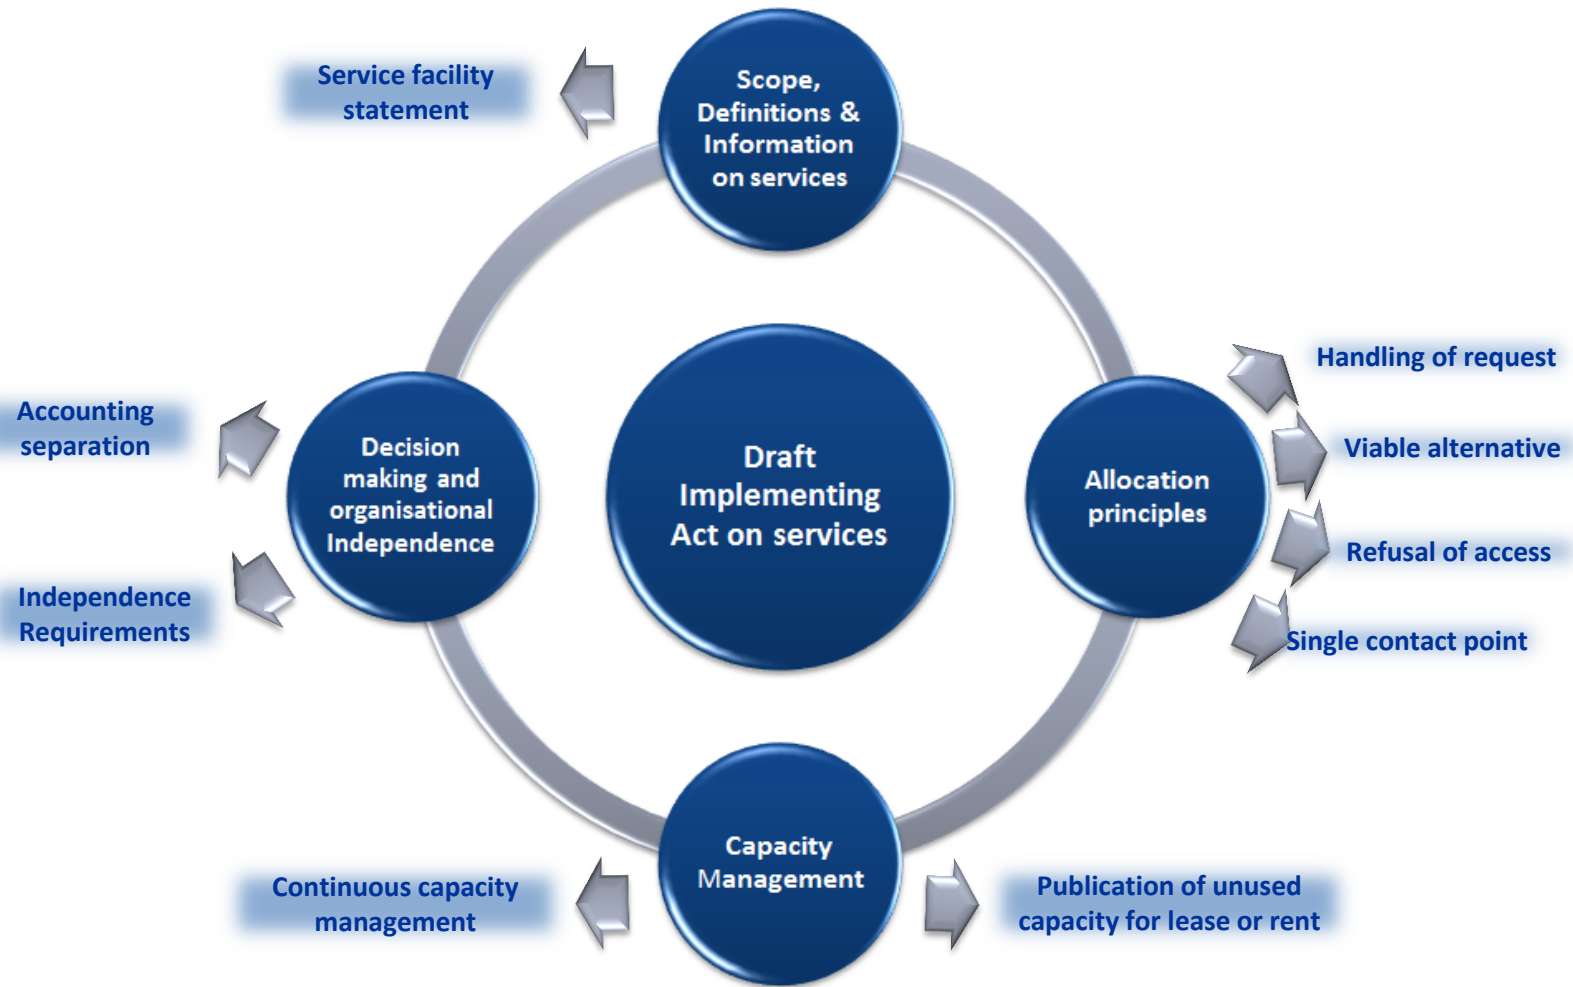 Service facility
statement
Scope,
Definitions &
Information
on services
Handling of request
Viable alternative
Refusal of access
Single contact point
Accounting
separation
Independence
Requirements
Decision
making and
organisational
Independence
Draft
Implementing
Act on services
Allocation
principles
Capacity
Management
Continuous capacity
management
Publication of unused
capacity for lease or rent